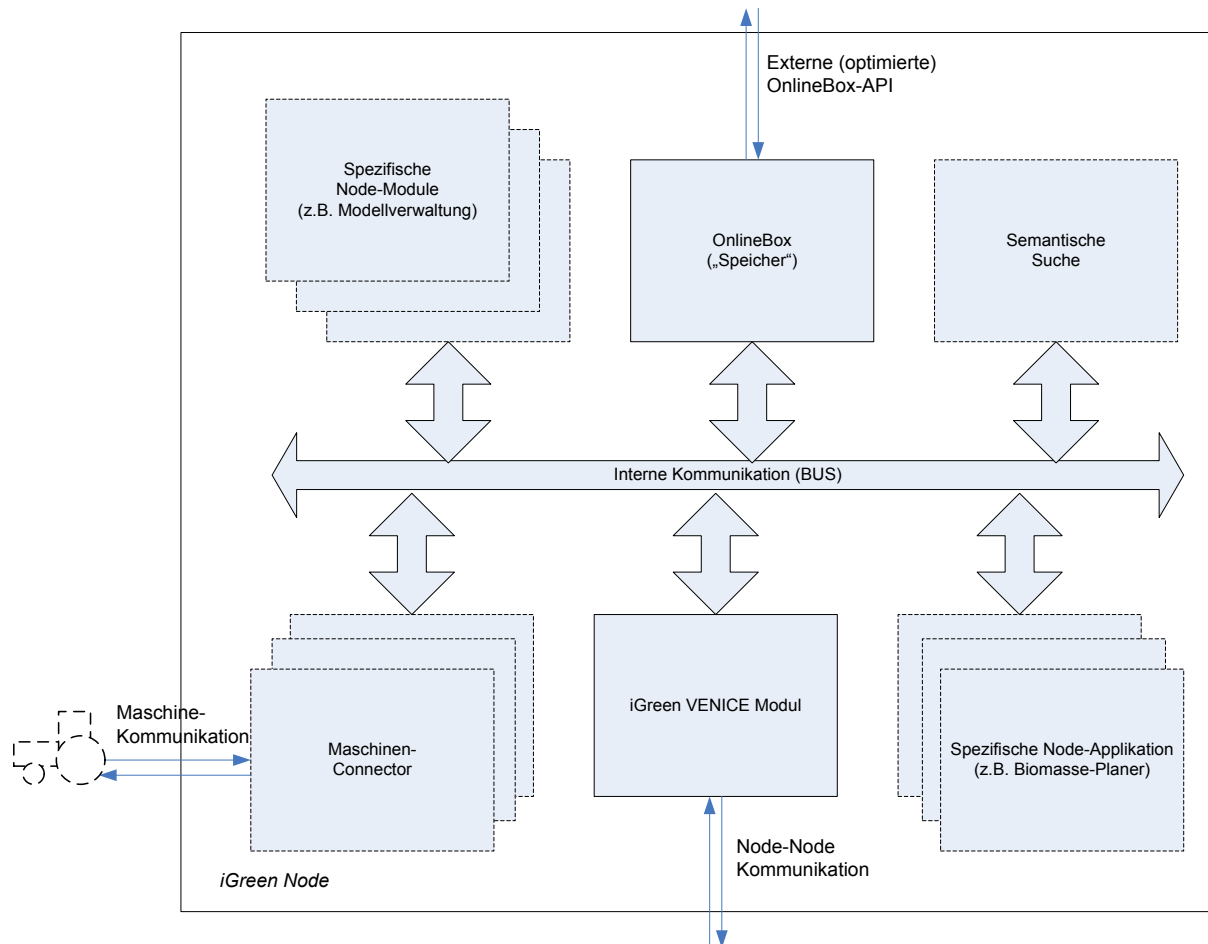 Externe (optimierte)
OnlineBox-API
Spezifische
Node-Module
(z.B. Modellverwaltung)
OnlineBox
(„Speicher“)
Semantische
Suche
Interne Kommunikation (BUS)
Maschine-
Kommunikation
Maschinen-
Connector
iGreen VENICE Modul
Spezifische Node-Applikation
(z.B. Biomasse-Planer)
Node-Node
Kommunikation
iGreen Node